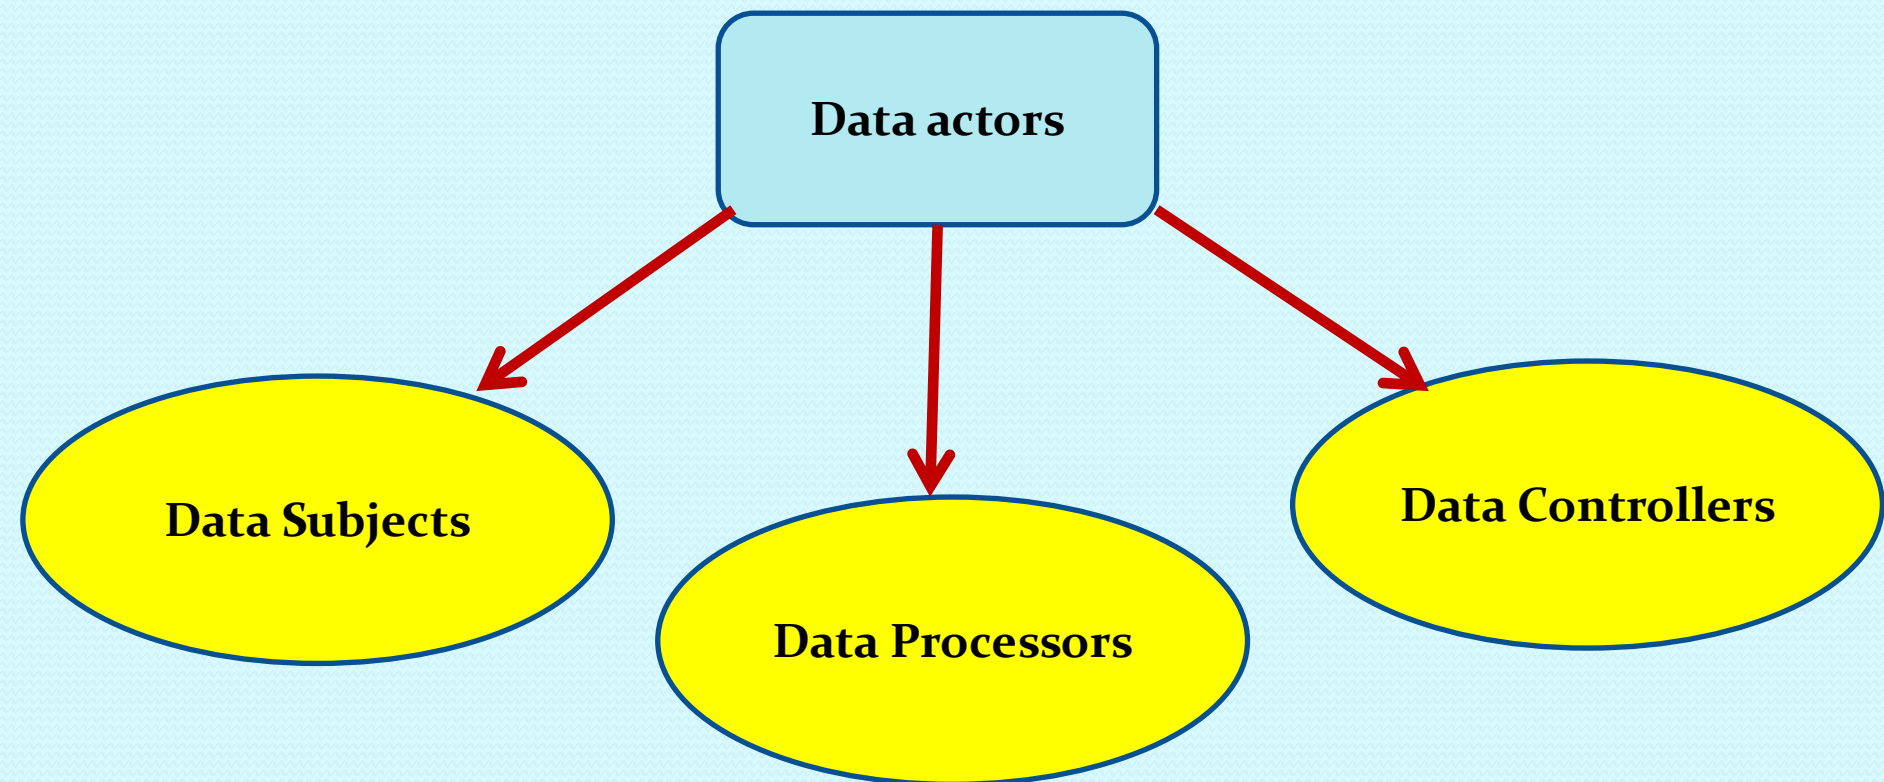 Data actors
Data Subjects
Data Processors
Data Controllers